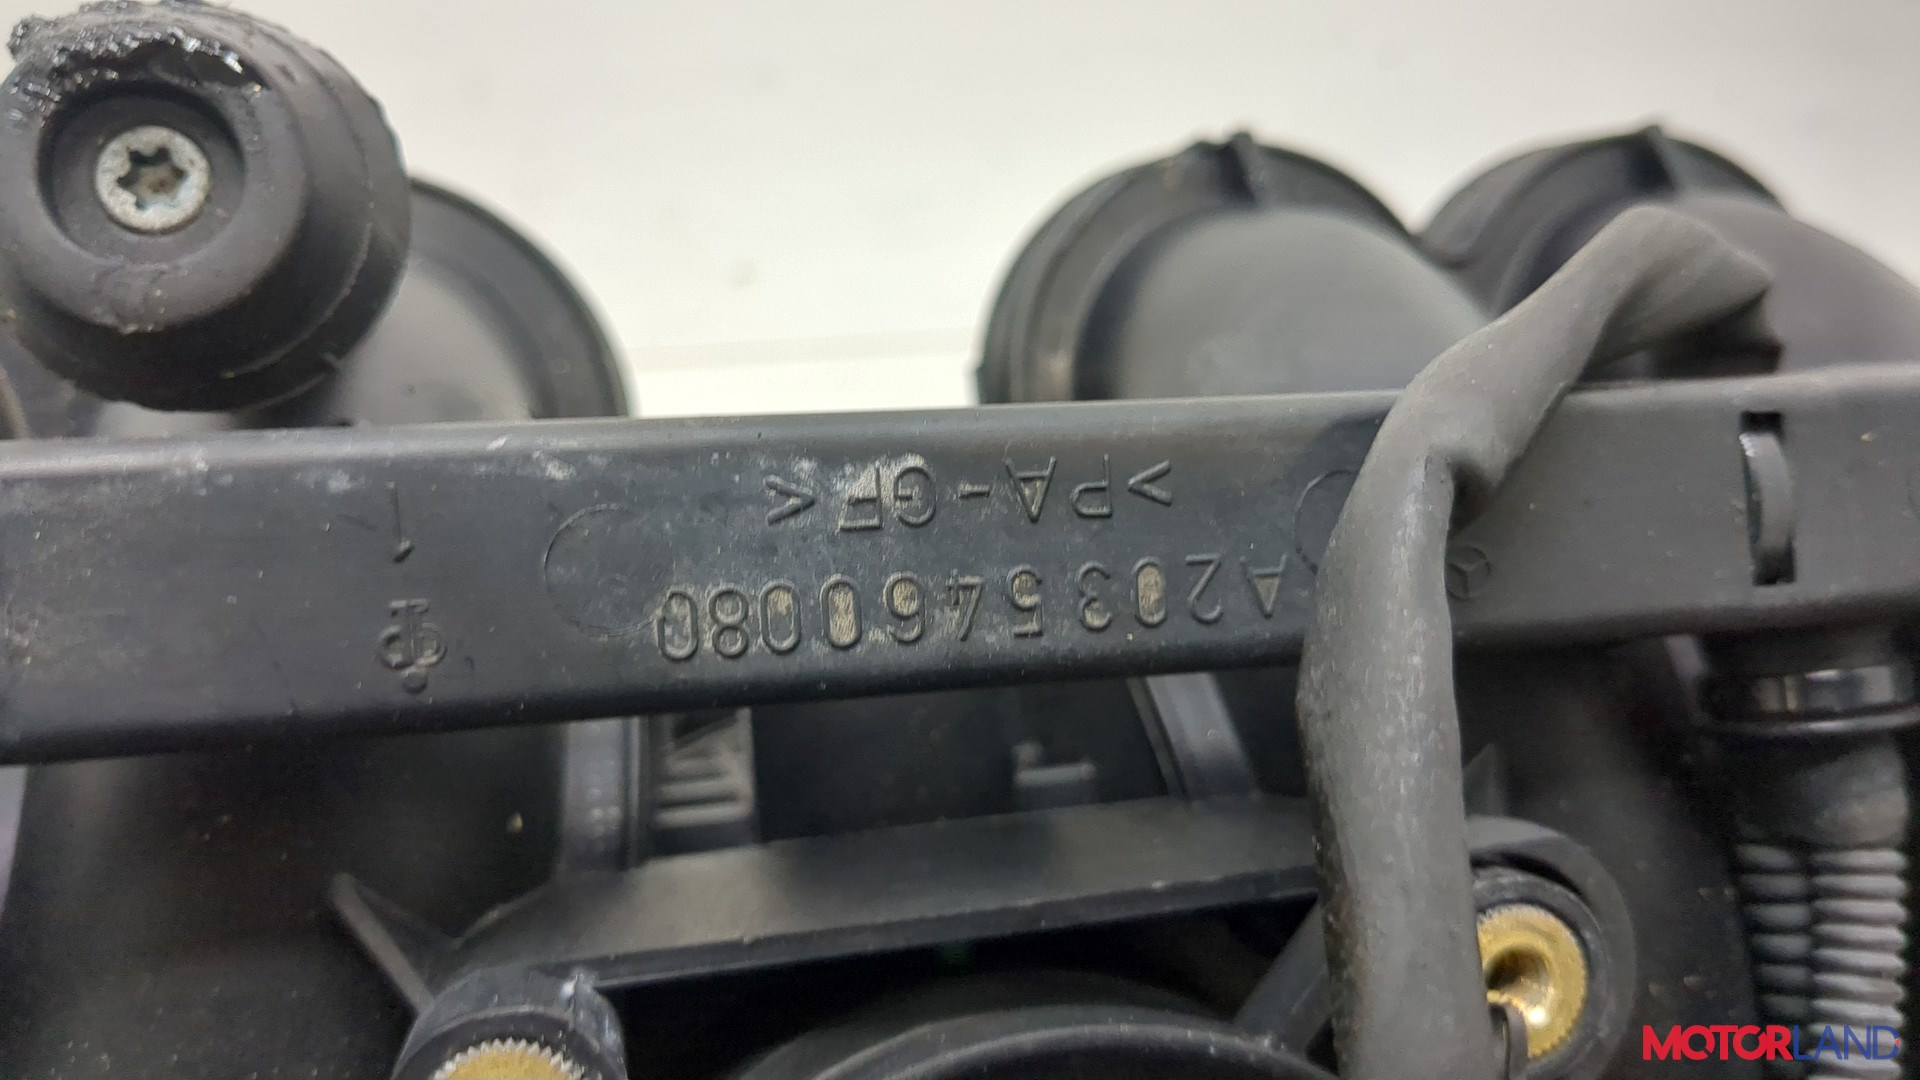 A2035460080
>PA-GF<
1
MOTORLAND